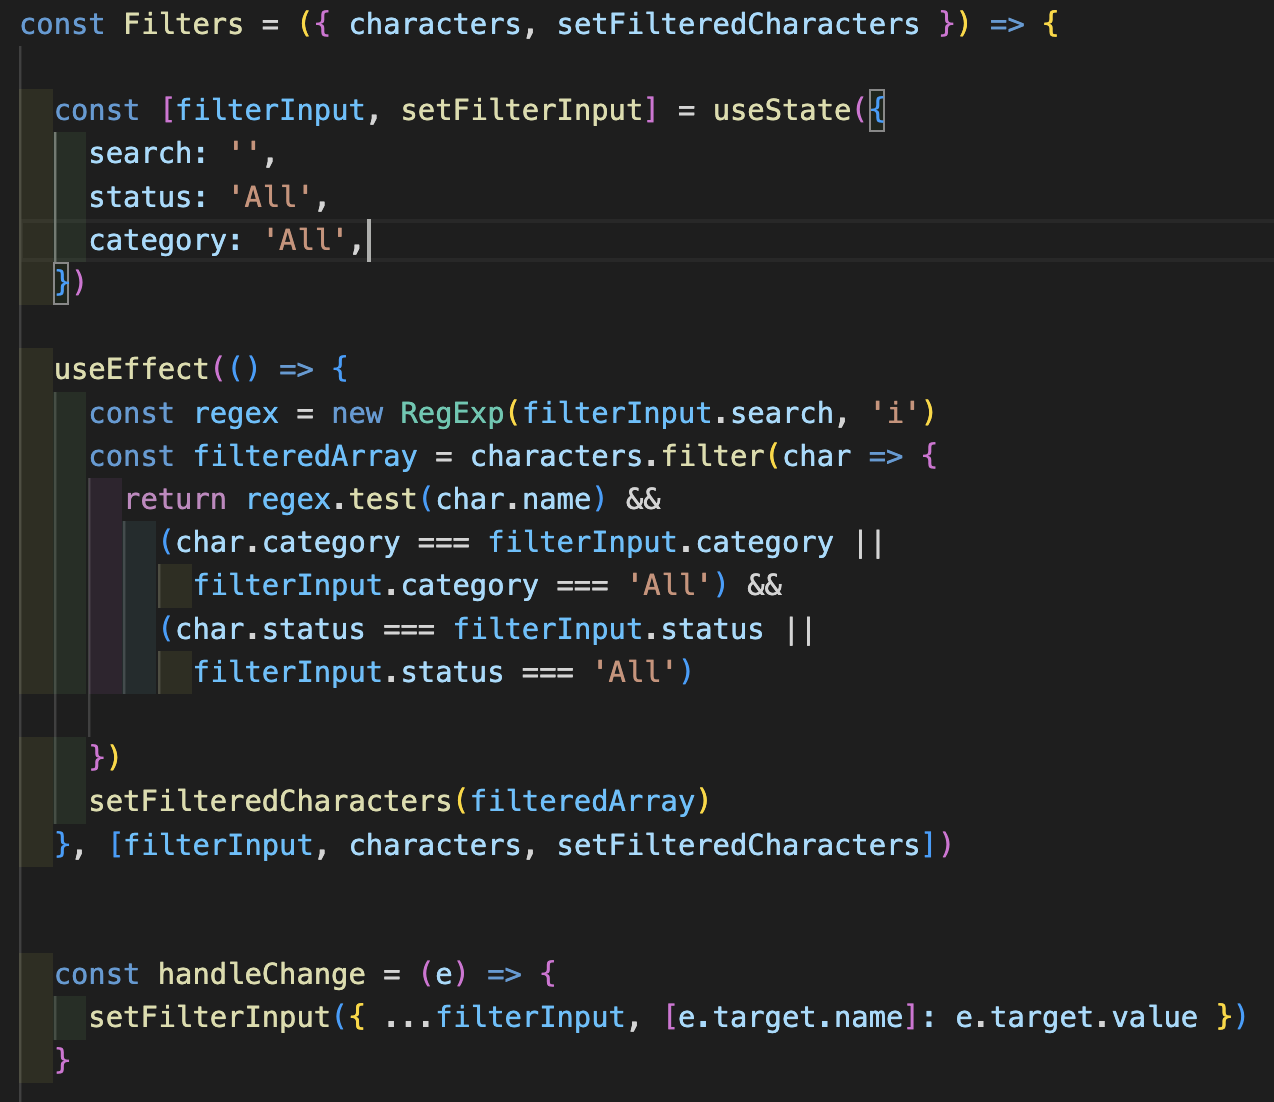 const Filters = ({ characters, setFilteredCharacters }) => {
const [filterInput, setFilterInput] = useState({
search: '',
status: 'All',
category: 'All',
})
useEffect(() => {
const regex = new RegExp(filterInput.search, 'i')
const filteredArray = characters.filter(char => {
return regex.test(char.name) &&
(char.category === filterInput.category ||
filterInput.category === 'All') &&
(char.status === filterInput.status ||
filterInput.status === 'All')
})
setFilteredCharacters(filteredArray)
}, [filterInput, characters, setFilteredCharacters])
const handleChange = (e) => {
setFilterInput({ ...filterInput, [e.target.name]: e.target.value })
}